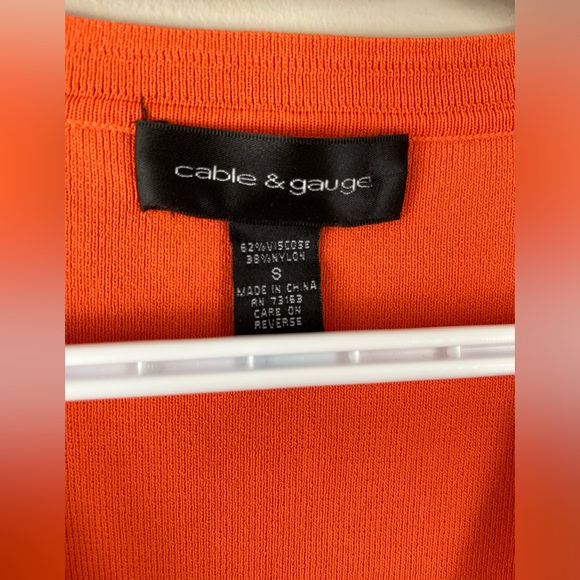 cable & gauge
62%VISCOSE
38%NYLON
S
MADE IN CHINA
RN 73163
CARE ON
REVERSE